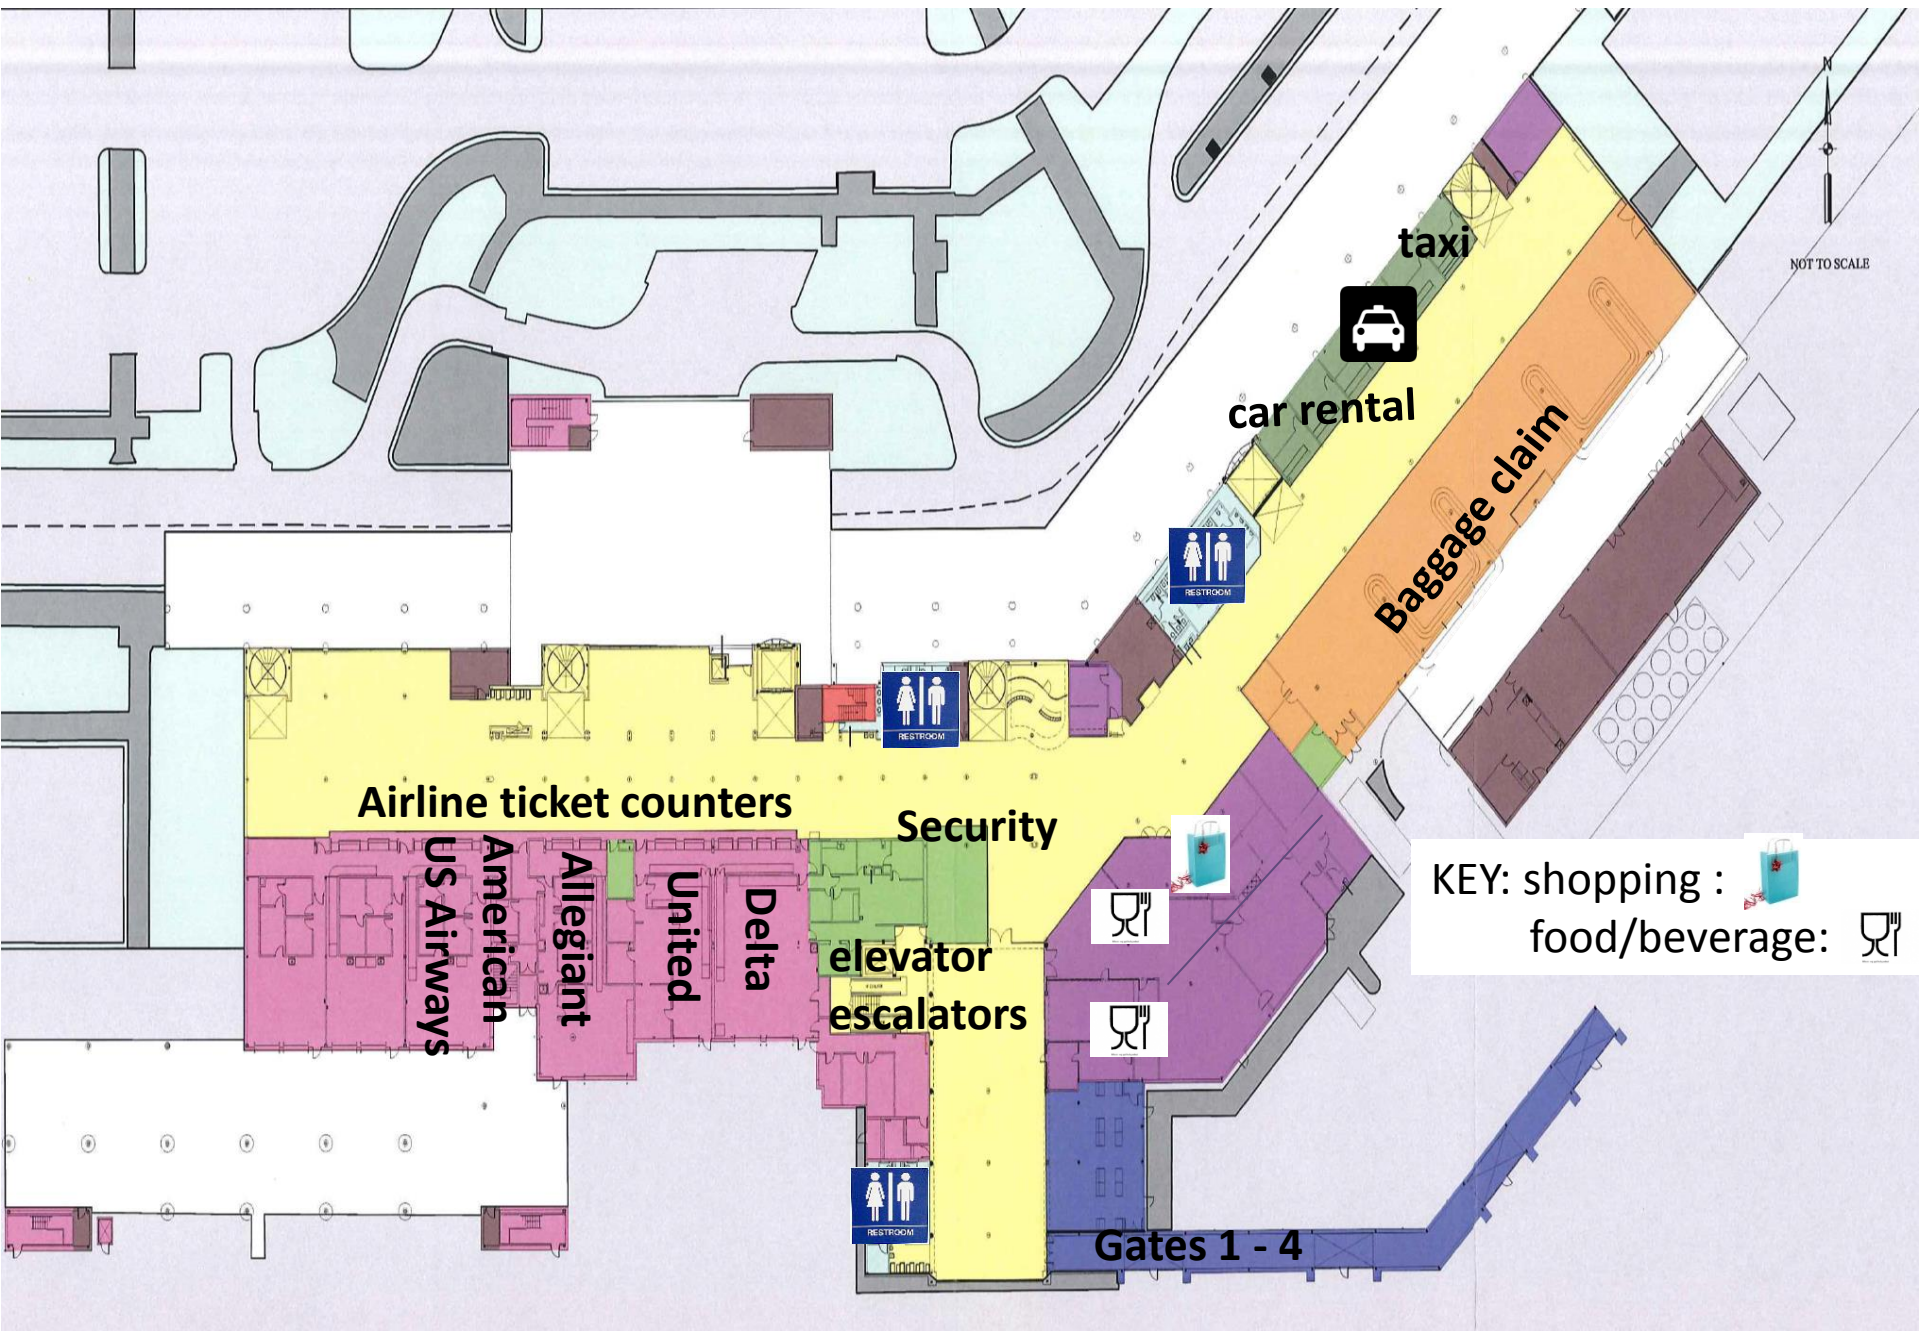 N
NOT TO SCALE
taxi
car rental
Baggage claim
RESTROOM
RESTROOM
Airline ticket counters
Security
US Airways
American
Allegiant
United
Delta
elevator
escalators
KEY: shopping :
food/beverage:
RESTROOM
Gates 1 - 4